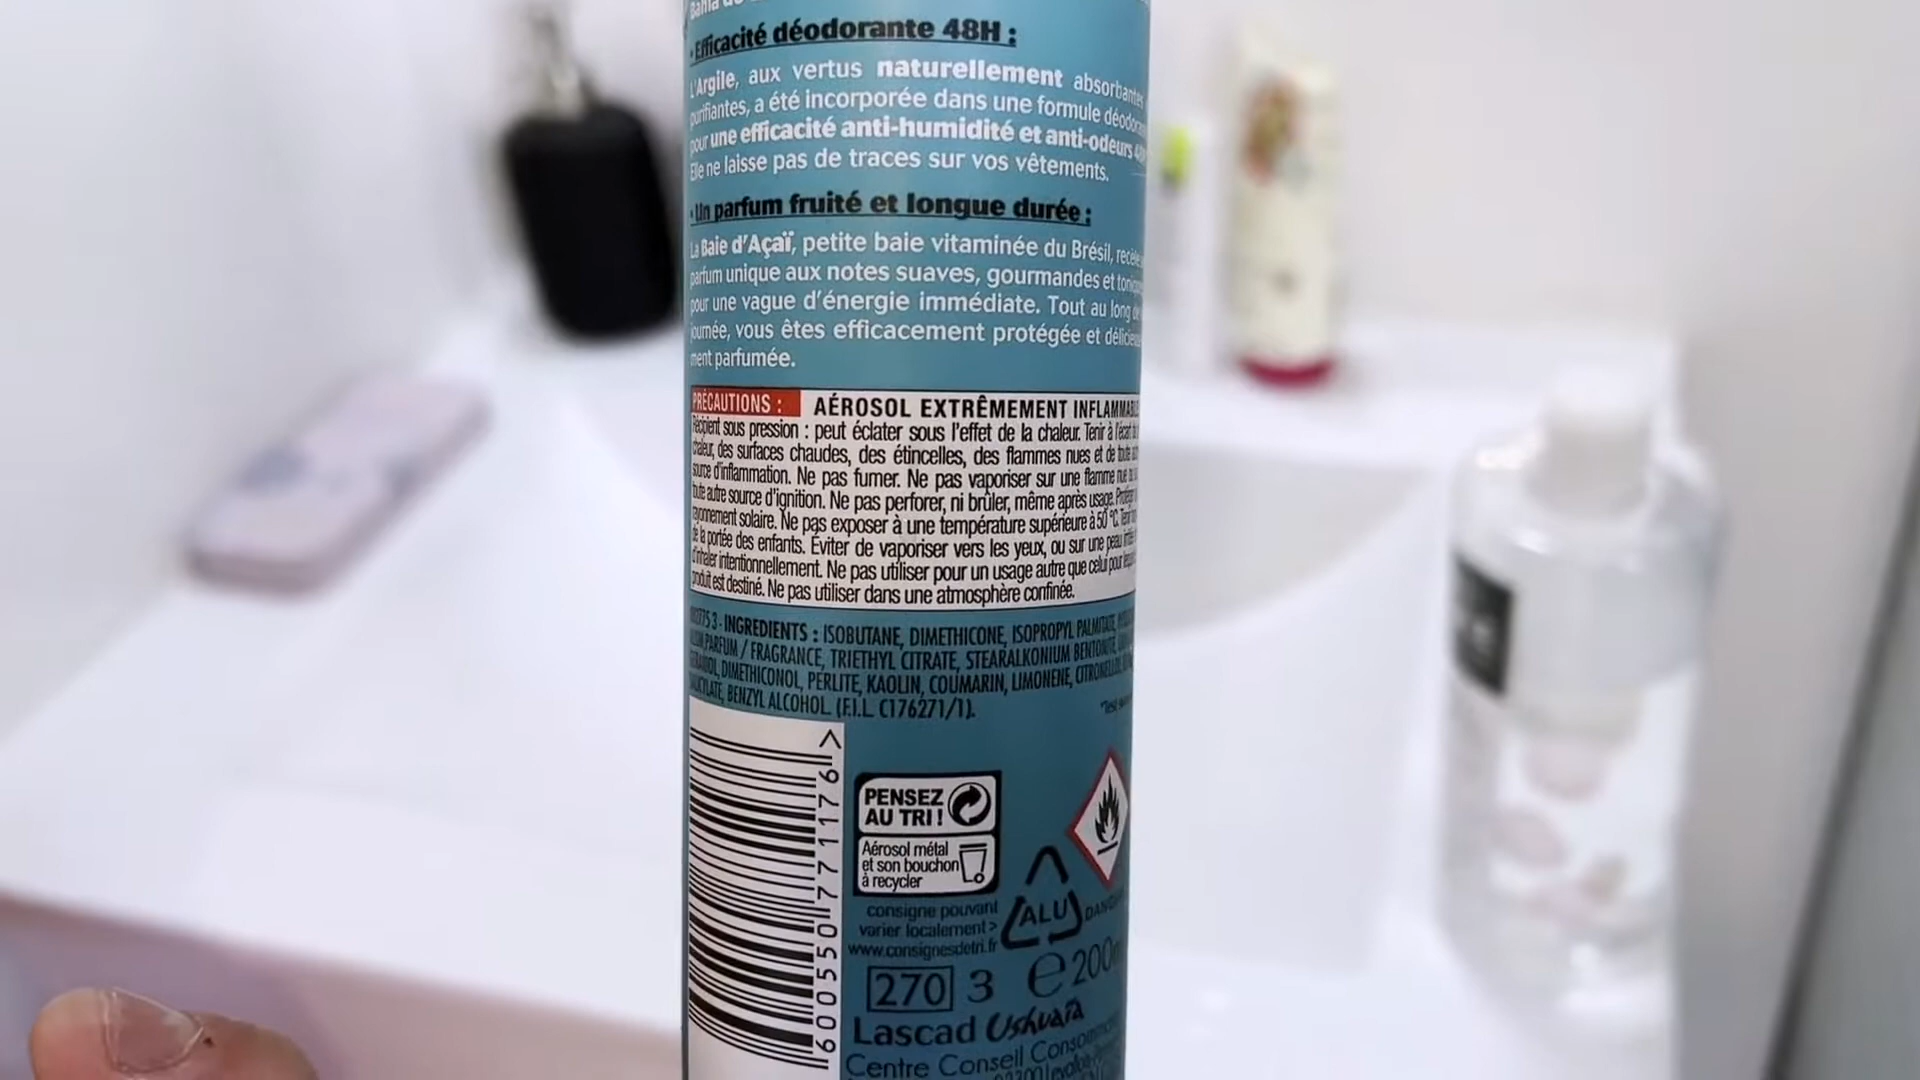 Bahia de
• Efficacité déodorante 48H :
L'Argile, aux vertus naturellement absorbantes
purifiantes, a été incorporée dans une formule
pour une efficacité anti-humidité et anti-odeurs
Elle ne laisse pas de traces sur vos vêtements.
• Un parfum fruité et longue durée :
La Baie d'Açaï, petite baie vitaminée du Brésil,
parfum unique aux notes suaves, gourmandes et
pour une vague d'énergie immédiate. Tout au long
journée, vous êtes efficacement protégée et
ment parfumée.
PRÉCAUTIONS : AÉROSOL EXTRÊMEMENT
Récipient sous pression : peut éclater sous l'effet de la chaleur. Tenir à l'écart
chaleur, des surfaces chaudes, des étincelles, des flammes nues et de toute
source d'inflammation. Ne pas fumer. Ne pas vaporiser sur une flamme nue
toute autre source d'ignition. Ne pas perforer, ni brûler, même après usage.
rayonnement solaire. Ne pas exposer à une température supérieure à 50 °C.
de la portée des enfants. Éviter de vaporiser vers les yeux, ou sur une peau
d'inhaler intentionnellement. Ne pas utiliser pour un usage autre que celui pour
produit est destiné. Ne pas utiliser dans une atmosphère confinée.
INGREDIENTS : ISOBUTANE, DIMETHICONE, ISOPROPYL PALMITATE,
PARFUM / FRAGRANCE, TRIETHYL CITRATE, STEARALKONIUM BENTONITE,
DIMETHICONOL, PERLITE, KAOLIN, COUMARIN, LIMONENE,
BENZYL ALCOHOL. (F.I.L. C176271/1).
3600550771176 >
PENSEZ
AU TRI !
Aérosol métal
et son bouchon
à recycler
consigne pouvant
varier localement >
www.consignesdetri.fr
ALU
270 3 e 200
Lascad Ushuaïa
Centre Conseil